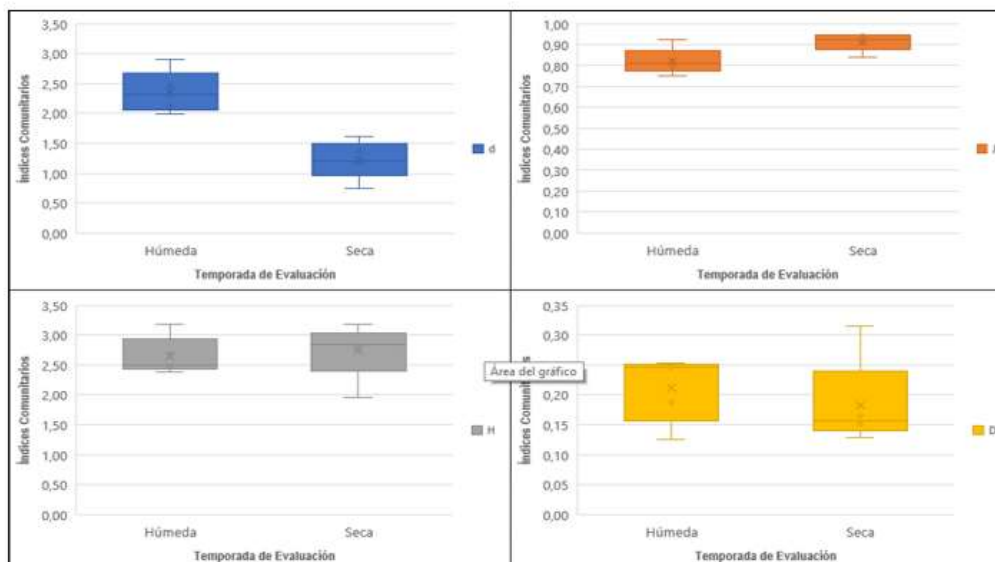 3,50
3,00
2,50
2,00
1,50
1,00
0,50
0,00
Índices Comunitarios
Húmeda
Seca
Temporada de Evaluación
d
1,00
0,90
0,80
0,70
0,60
0,50
0,40
0,30
0,20
0,10
0,00
Índices Comunitarios
Húmeda
Seca
Temporada de Evaluación
J
3,50
3,00
2,50
2,00
1,50
1,00
0,50
0,00
Índices Comunitarios
Húmeda
Seca
Temporada de Evaluación
H
Área del gráfico
0,35
0,30
0,25
0,20
0,15
0,10
0,05
0,00
Índices Comunitarios
Húmeda
Seca
Temporada de Evaluación
D